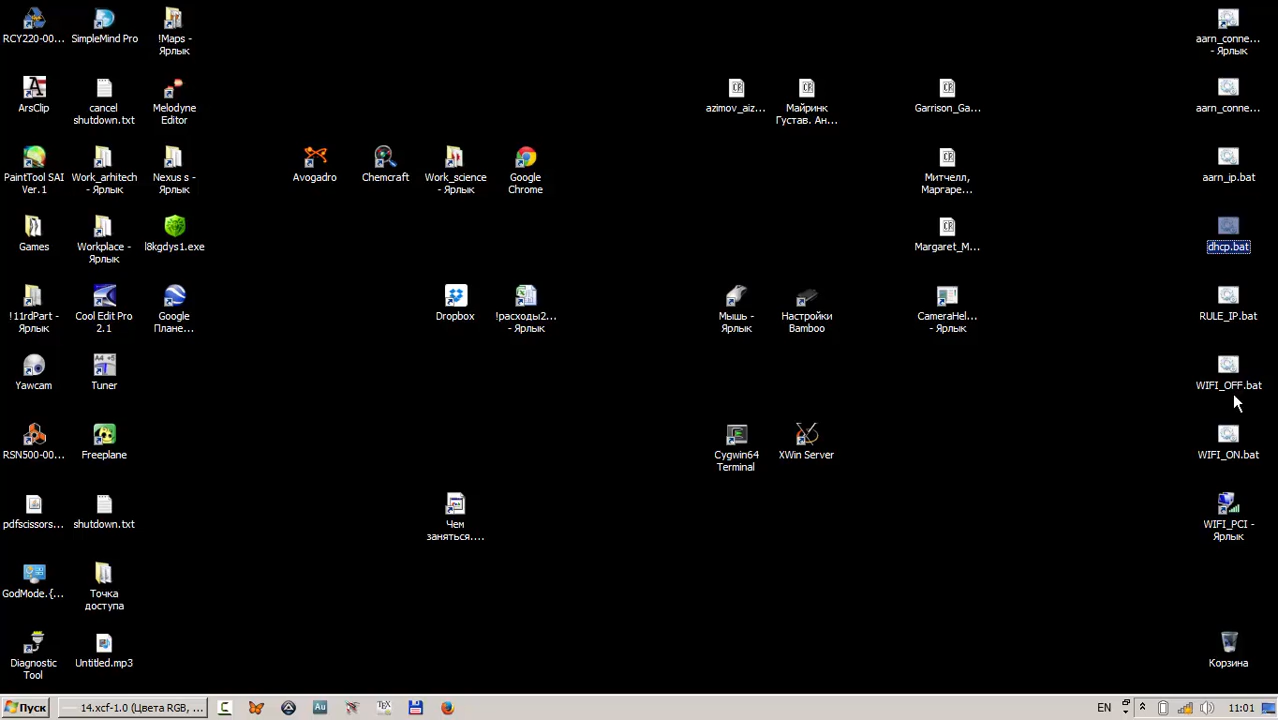 RCY220-00...
SimpleMind Pro
!Maps -
Ярлык
aarn_conne...
- Ярлык
ArsClip
cancel
shutdown.txt
Melodyne
Editor
azimov_aiz...
Майринк
Густав. Ан...
Garrison_Ga...
aarn_conne...
PaintTool SAI
Ver.1
Work_arhitech
- Ярлык
Nexus s -
Ярлык
Avogadro
Chemcraft
Work_science
- Ярлык
Google
Chrome
Митчелл,
Маргаре...
aarn_ip.bat
Games
Workplace -
Ярлык
l8kgdys1.exe
Margaret_M...
dhcp.bat
!11rdPart -
Ярлык
Cool Edit Pro
2.1
Google
Плане...
Dropbox
!расходы2...
- Ярлык
Мышь -
Ярлык
Настройки
Bamboo
CameraHel...
- Ярлык
RULE_IP.bat
Yawcam
Tuner
WIFI_OFF.bat
RSN500-00...
Freeplane
Cygwin64
Terminal
XWin Server
WIFI_ON.bat
pdfscissors...
shutdown.txt
Чем
заняться....
WIFI_PCI -
Ярлык
GodMode.{...
Точка
доступа
Diagnostic
Tool
Untitled.mp3
Корзина
Пуск
14.xcf-1.0 (Цвета RGB, ...
EN
11:01